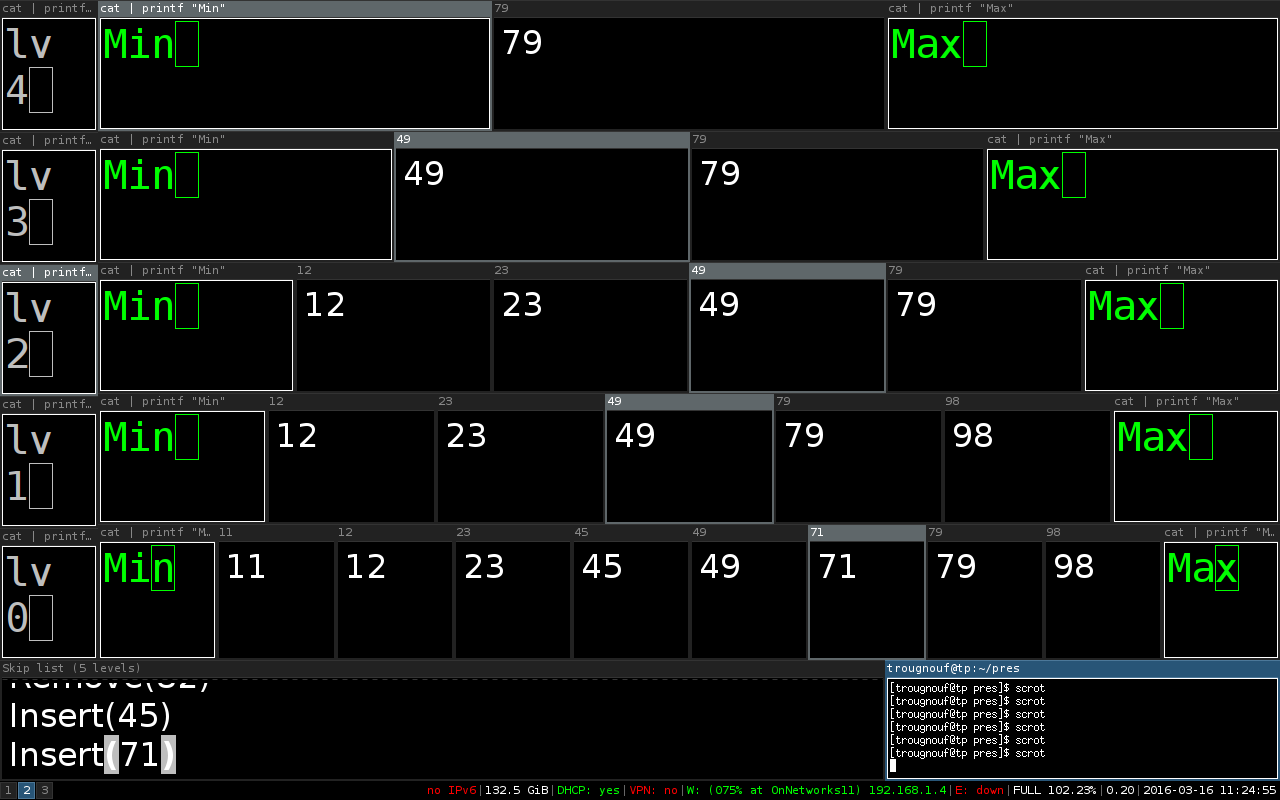 cat | printf… cat | printf "Min" 79 cat | printf "Max"
lv Min 79 Max
4
cat | printf… cat | printf "Min" 49 79 cat | printf "Max"
lv Min 49 79 Max
3
cat | printf… cat | printf "Min" 12 23 49 79 cat | printf "Max"
lv Min 12 23 49 79 Max
2
cat | printf… cat | printf "Min" 12 23 49 79 98 cat | printf "Max"
lv Min 12 23 49 79 98 Max
1
cat | printf… cat | printf "M… 11 12 23 45 49 71 79 98 cat | printf "M…
lv Min 11 12 23 45 49 71 79 98 Max
0
Skip list (5 levels)
Remove(82)
Insert(45)
Insert(71)
trougnouf@tp:~/pres
[trougnouf@tp pres]$ scrot
[trougnouf@tp pres]$ scrot
[trougnouf@tp pres]$ scrot
[trougnouf@tp pres]$ scrot
[trougnouf@tp pres]$ scrot
[trougnouf@tp pres]$ scrot
1 2 3 no IPv6|132.5 GiB|DHCP: yes|VPN: no|W: (075% at OnNetworks11) 192.168.1.4|E: down|FULL 102.23%|0.20|2016-03-16 11:24:55